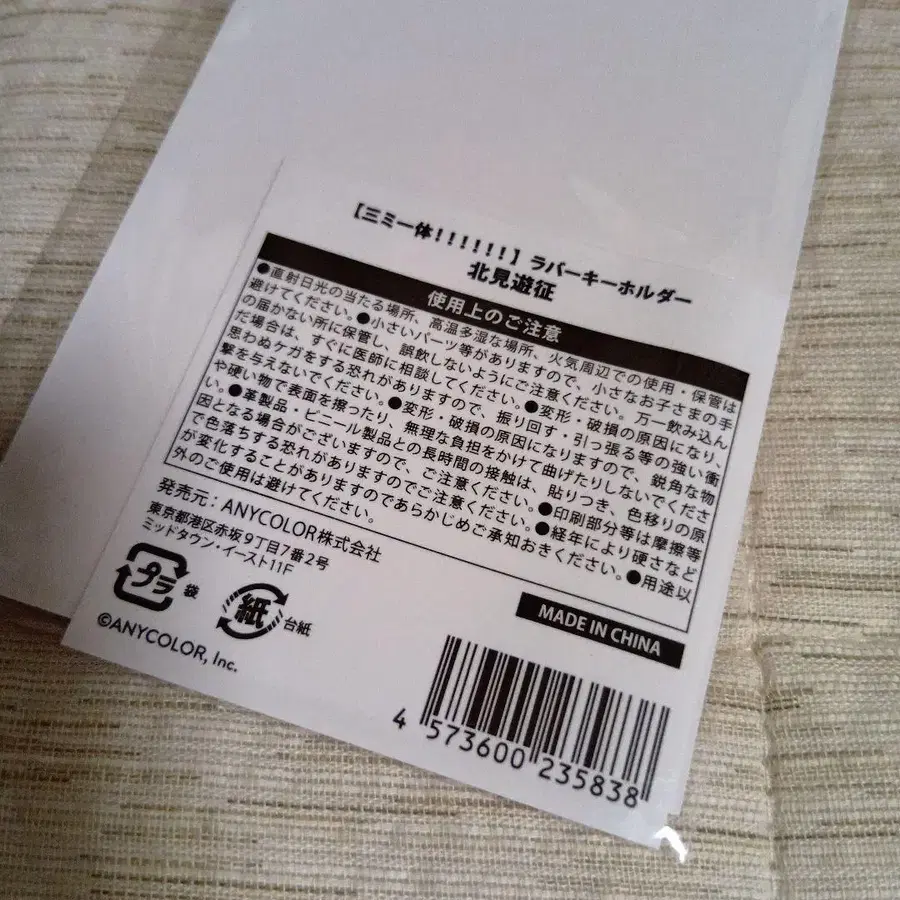 【三ミ一体!!!!!!】ラバーキーホルダー
北見遊征
使用上のご注意
●直射日光の当たる場所、高温多湿な場所、火気周辺での使用・保管は
避けてください。●小さいパーツ等がありますので、小さなお子さまの手
の届かない所に保管し、誤飲しないようにご注意ください。万一飲み込ん
だ場合は、すぐに医師に相談してください。●変形・破損の原因になり、
思わぬケガをする恐れがありますので、振り回す・引っ張る等の強い衝
撃を与えないでください。●変形・破損の原因になりますので、鋭角な物
や硬い物で表面を擦ったり、無理な負担をかけて曲げたりしないでくださ
い。●革製品・ビニール製品との長時間の接触は、貼りつき、色移りの原
因となる場合がございますので、ご注意ください。●印刷部分等は摩擦等
で色落ちする恐れがありますのでご注意ください。●経年により硬さなど
が変化することがありますのであらかじめご承知おきください。●用途以
外のご使用は避けてください。
発売元：ANYCOLOR株式会社
東京都港区赤坂9丁目7番2号
ミッドタウン・イースト11F
プラ 袋
紙 台紙
©ANYCOLOR, Inc.
MADE IN CHINA
4 573600 235838